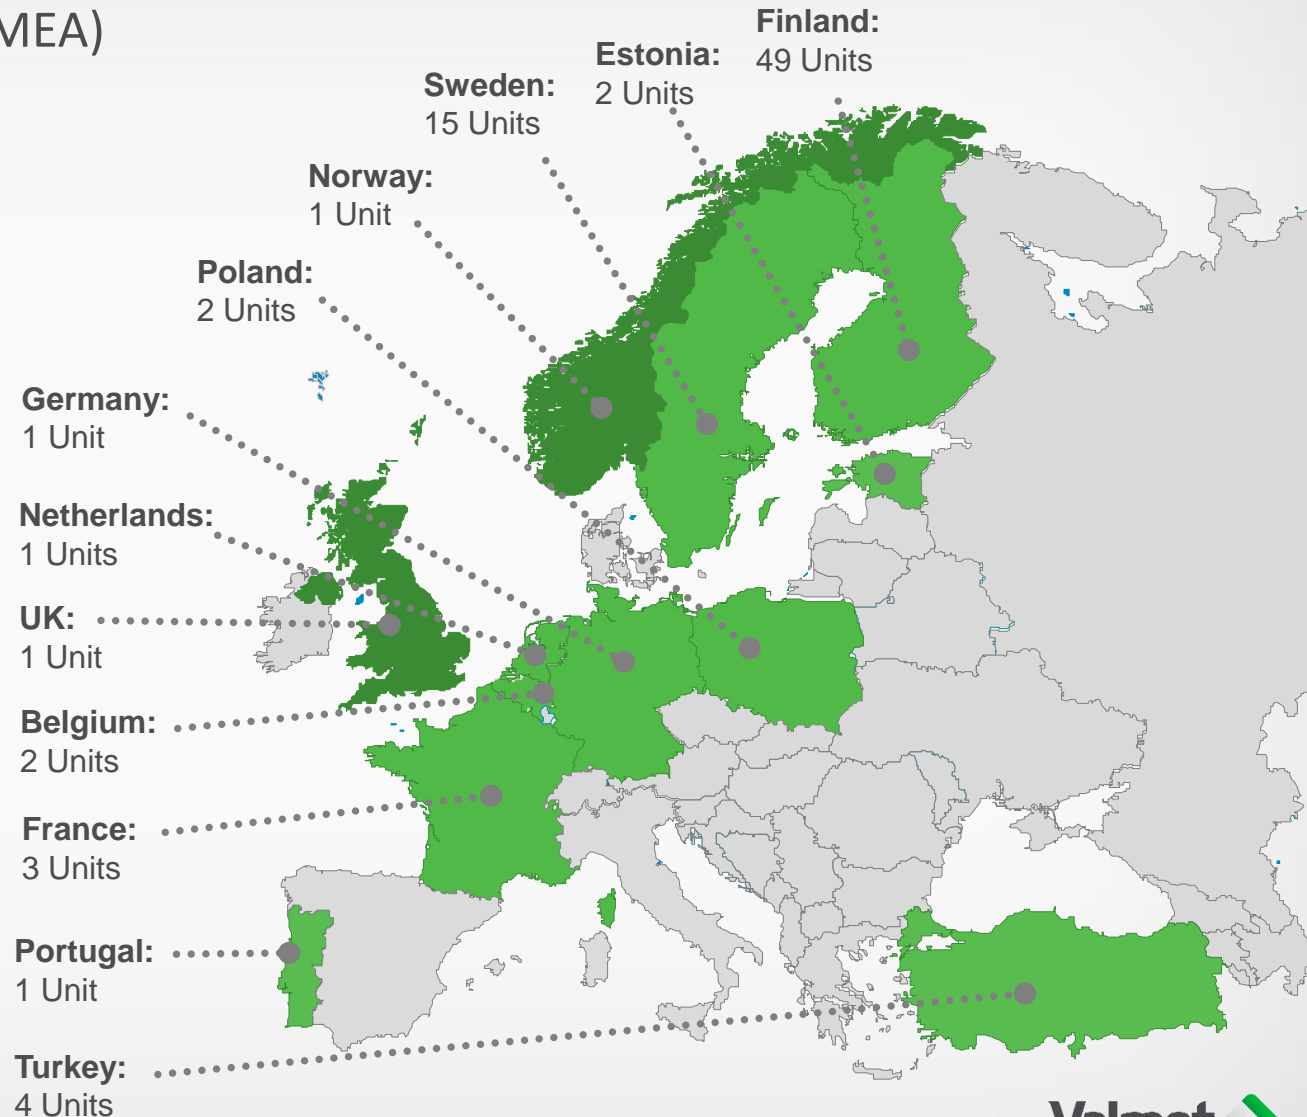 MEA)
Finland:
49 Units
Estonia:
2 Units
Sweden:
15 Units
Norway:
1 Unit
Poland:
2 Units
Germany:
1 Unit
Netherlands:
1 Units
UK:
1 Unit
Belgium:
2 Units
France:
3 Units
Portugal:
1 Unit
Turkey:
4 Units
Valmet